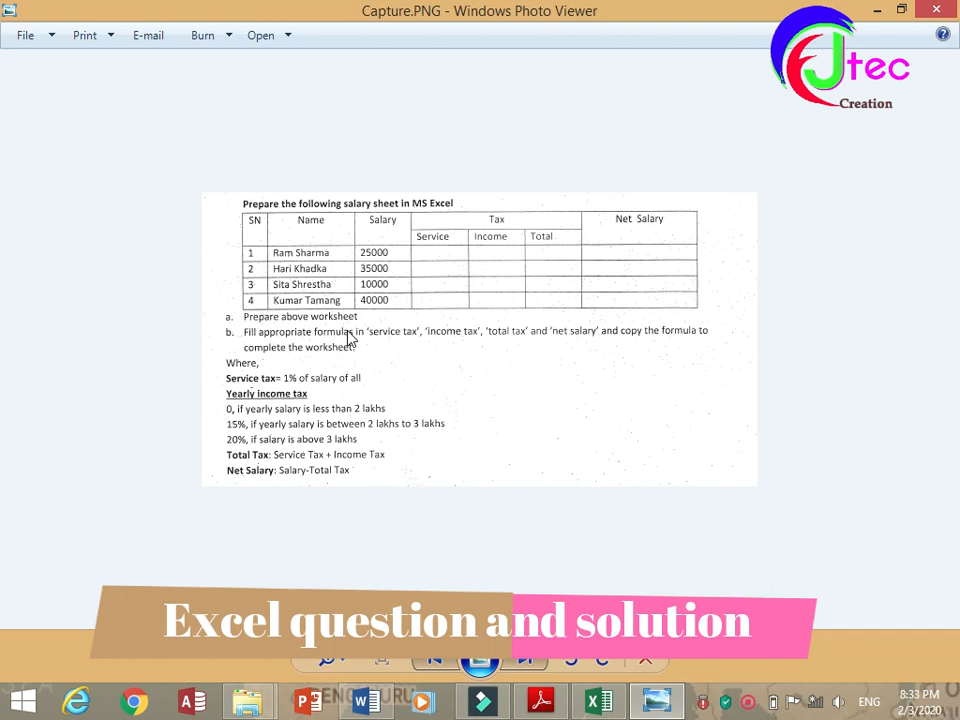 Capture.PNG - Windows Photo Viewer
File Print E-mail Burn Open
Jtec
Creation
Prepare the following salary sheet in MS Excel
SN Name Salary Tax Net Salary
Service Income Total
1 Ram Sharma 25000
2 Hari Khadka 35000
3 Sita Shrestha 10000
4 Kumar Tamang 40000
a. Prepare above worksheet
b. Fill appropriate formulas in 'service tax', 'income tax', 'total tax' and 'net salary' and copy the formula to
complete the worksheet.
Where,
Service tax= 1% of salary of all
Yearly income tax
0, if yearly salary is less than 2 lakhs
15%, if yearly salary is between 2 lakhs to 3 lakhs
20%, if salary is above 3 lakhs
Total Tax: Service Tax + Income Tax
Net Salary: Salary-Total Tax
Excel question and solution
ENG
8:33 PM
2/3/2020